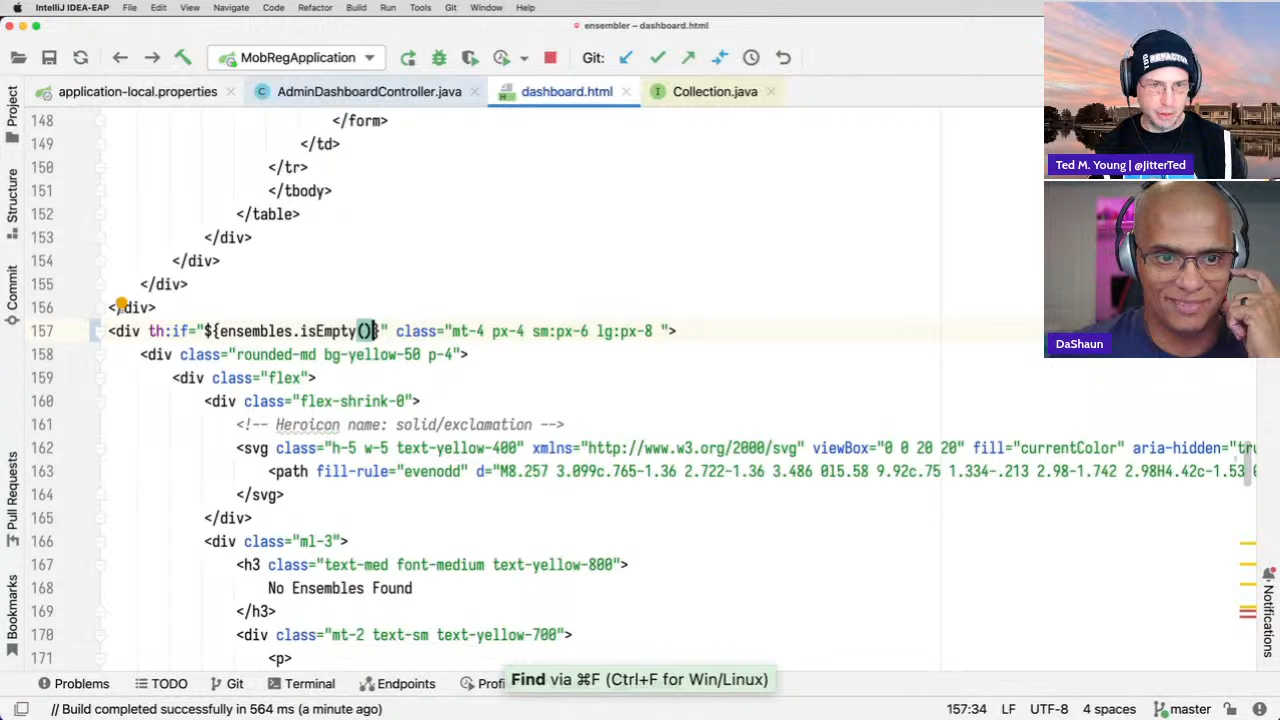 IntelliJ IDEA-EAP File Edit View Navigate Code Refactor Build Run Tools Git Window Help
ensembler – dashboard.html
MobRegApplication Git:
application-local.properties AdminDashboardController.java dashboard.html Collection.java
148 </form>
149 </td>
150 </tr>
151 </tbody>
152 </table>
153 </div>
154 </div>
155 </div>
156 </div>
157 <div th:if="${ensembles.isEmpty()}" class="mt-4 px-4 sm:px-6 lg:px-8 ">
158 <div class="rounded-md bg-yellow-50 p-4">
159 <div class="flex">
160 <div class="flex-shrink-0">
161 <!-- Heroicon name: solid/exclamation -->
162 <svg class="h-5 w-5 text-yellow-400" xmlns="http://www.w3.org/2000/svg" viewBox="0 0 20 20" fill="currentColor" aria-hidden="tru
163 <path fill-rule="evenodd" d="M8.257 3.099c.765-1.36 2.722-1.36 3.486 0l5.58 9.92c.75 1.334-.213 2.98-1.742 2.98H4.42c-1.53
164 </svg>
165 </div>
166 <div class="ml-3">
167 <h3 class="text-med font-medium text-yellow-800">
168 No Ensembles Found
169 </h3>
170 <div class="mt-2 text-sm text-yellow-700">
171 <p>
Project
Structure
Commit
Pull Requests
Bookmarks
Notifications
TDD
REFACTOR
Ted M. Young | @JitterTed
DaShaun
Problems TODO Git Terminal Endpoints Profi
Find via ⌘F (Ctrl+F for Win/Linux)
// Build completed successfully in 564 ms (a minute ago) 157:34 LF UTF-8 4 spaces master